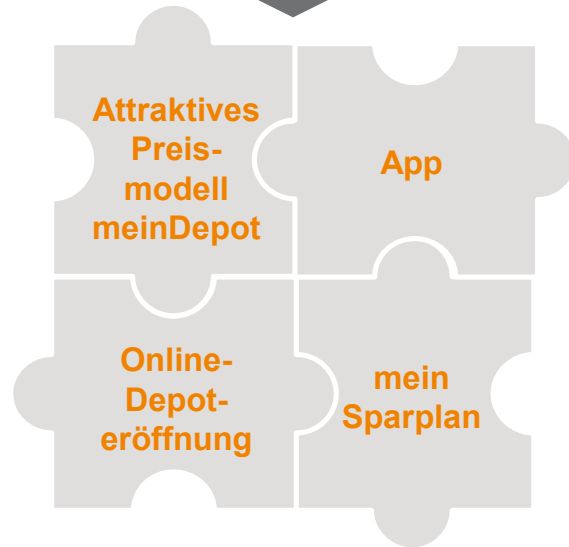 Attraktives
Preis-
modell
meinDepot
App
Online-
Depot-
eröffnung
mein
Sparplan